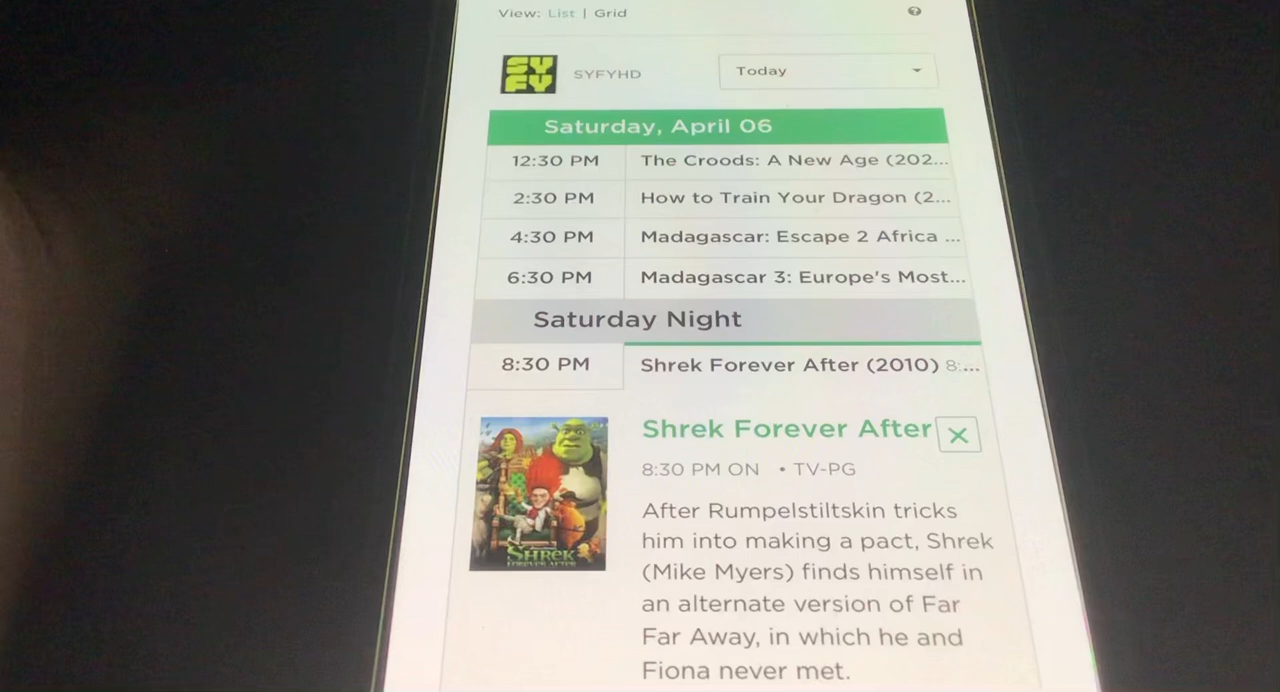 View: List | Grid
SYFY
SYFYHD
Today
Saturday, April 06
12:30 PM The Croods: A New Age (202...
2:30 PM How to Train Your Dragon (2...
4:30 PM Madagascar: Escape 2 Africa ...
6:30 PM Madagascar 3: Europe's Most...
Saturday Night
8:30 PM Shrek Forever After (2010) 8:...
Shrek Forever After
8:30 PM ON • TV-PG
After Rumpelstiltskin tricks
him into making a pact, Shrek
(Mike Myers) finds himself in
an alternate version of Far
Far Away, in which he and
Fiona never met.
SHREK
FOREVER AFTER